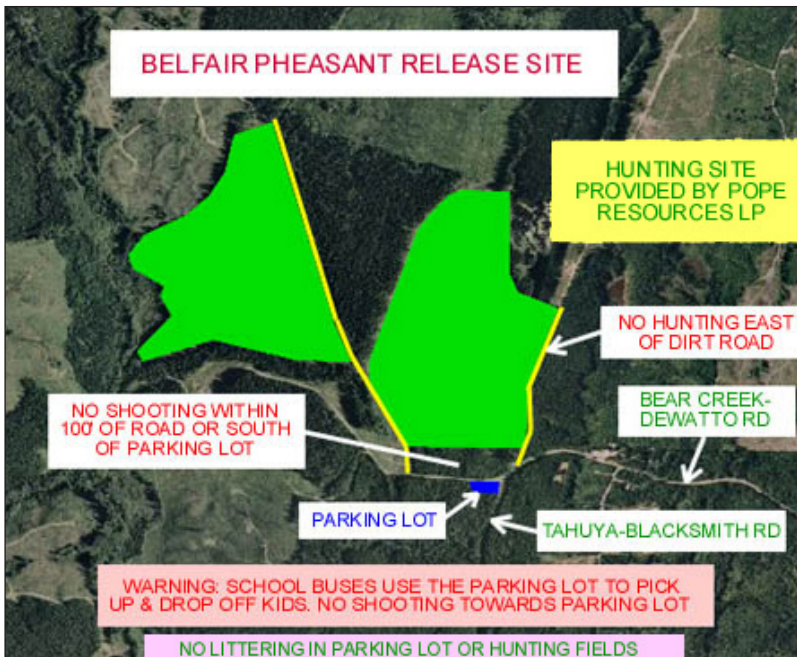 BELFAIR PHEASANT RELEASE SITE
HUNTING SITE
PROVIDED BY POPE
RESOURCES LP
NO HUNTING EAST
OF DIRT ROAD
BEAR CREEK-
DEWATTO RD
NO SHOOTING WITHIN
100' OF ROAD OR SOUTH
OF PARKING LOT
PARKING LOT
TAHUYA-BLACKSMITH RD
WARNING: SCHOOL BUSES USE THE PARKING LOT TO PICK
UP & DROP OFF KIDS. NO SHOOTING TOWARDS PARKING LOT
NO LITTERING IN PARKING LOT OR HUNTING FIELDS